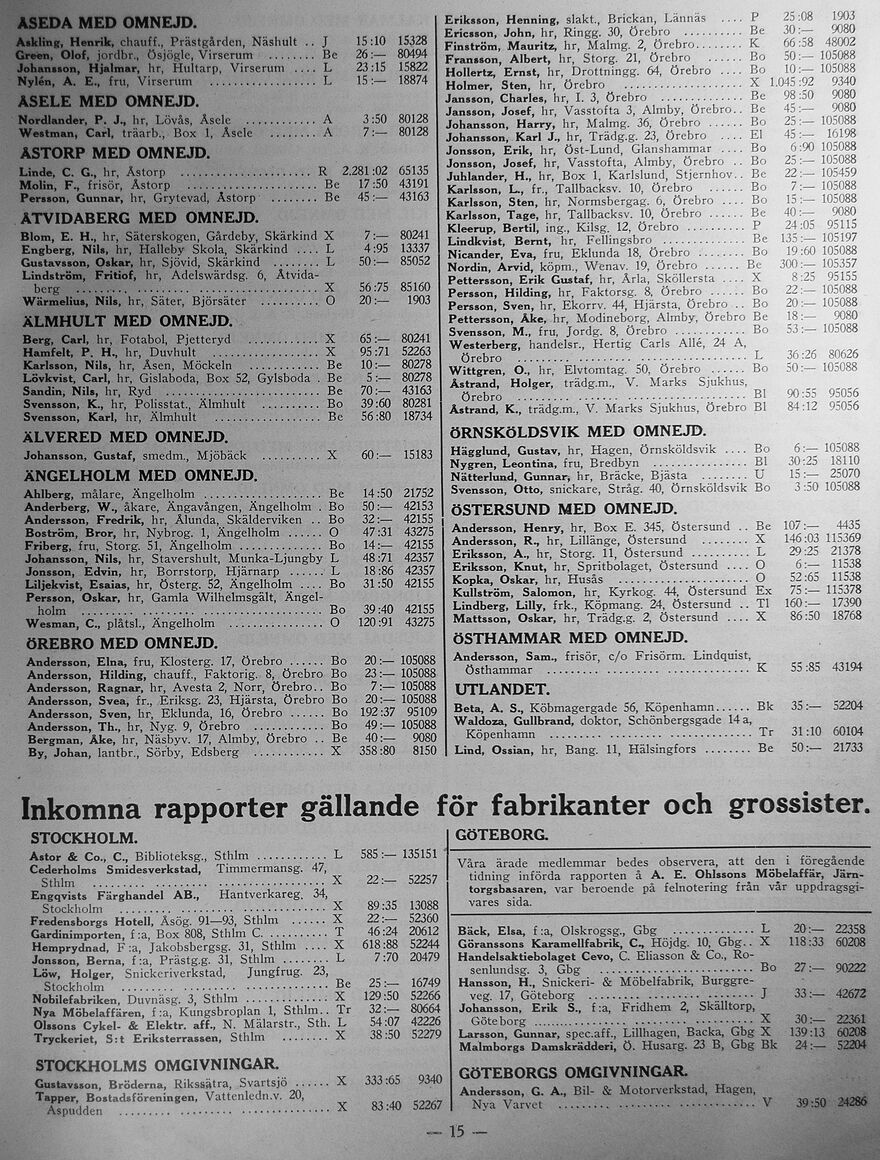 ÅSEDA MED OMNEJD.
Askling, Henrik, chauff., Prästgården, Näshult .. J 15:10 15328
Green, Olof, jordbr., Ösjögle, Virserum ........ Be 26:— 80494
Johansson, Hjalmar, hr, Hultarp, Virserum .... L 23:15 15822
Nylén, A. E., fru, Virserum ................. L 15:— 18874
ÅSELE MED OMNEJD.
Nordlander, P. J., hr, Lövås, Åsele ............ A 3:50 80128
Westman, Carl, träarb., Box 1, Åsele ........ A 7:— 80128
ÅSTORP MED OMNEJD.
Linde, C. G., hr, Åstorp .................... R 2.281:02 65135
Molin, F., frisör, Åstorp .................... Be 17:50 43191
Persson, Gunnar, hr, Grytevad, Åstorp ........ Be 45:— 43163
ÅTVIDABERG MED OMNEJD.
Blom, E. H., hr, Säterskogen, Gårdeby, Skärkind X 7:— 80241
Engberg, Nils, hr, Halleby Skola, Skärkind .... L 4:95 13337
Gustavsson, Oskar, hr, Sjövid, Skärkind ........ L 50:— 85052
Lindström, Fritiof, hr, Adelswärdsg. 6, Åtvida-
berg ................................ X 56:75 85160
Wärmelius, Nils, hr, Säter, Björsäter .......... O 20:— 1903
ÄLMHULT MED OMNEJD.
Berg, Carl, hr, Fotabol, Pjetteryd ............ X 65:— 80241
Hamfelt, P. H., hr, Duvhult .................. X 95:71 52263
Karlsson, Nils, hr, Åsen, Möckeln ............ Be 10:— 80278
Lövkvist, Carl, hr, Gislaboda, Box 52, Gylsboda . Be 5:— 80278
Sandin, Nils, hr, Ryd ........................ Be 70:— 43163
Svensson, K., hr, Polisstat., Älmhult .......... Bo 39:60 80281
Svensson, Karl, hr, Älmhult .................. Be 56:80 18734
ÄLVERED MED OMNEJD.
Johansson, Gustaf, smedm., Mjöbäck .......... X 60:— 15183
ÄNGELHOLM MED OMNEJD.
Ahlberg, målare, Ängelholm .................. Be 14:50 21752
Anderberg, W., åkare, Ängavången, Ängelholm . Bo 50:— 42153
Andersson, Fredrik, hr, Ålunda, Skälderviken .. Bo 32:— 42155
Boström, Bror, hr, Nybrog. 1, Ängelholm ...... O 47:31 43275
Friberg, fru, Storg. 51, Ängelholm ............ Bo 14:— 42155
Johansson, Nils, hr, Stavershult, Munka-Ljungby L 48:71 42357
Jonsson, Edvin, hr, Borrstorp, Hjärnarp ...... L 18:86 42357
Liljekvist, Esaias, hr, Österg. 52, Ängelholm .... Bo 31:50 42155
Persson, Oskar, hr, Gamla Wilhelmsgält, Ängel-
holm ................................ Bo 39:40 42155
Wesman, C., plåtsl., Ängelholm .............. O 120:91 43275
ÖREBRO MED OMNEJD.
Andersson, Elna, fru, Klosterg. 17, Örebro ...... Bo 20:— 105088
Andersson, Hilding, chauff., Faktorig. 8, Örebro Bo 23:— 105088
Andersson, Ragnar, hr, Avesta 2, Norr, Örebro.. Bo 7:— 105088
Andersson, Svea, fr., Eriksg. 23, Hjärsta, Örebro Bo 20:— 105088
Andersson, Sven, hr, Eklunda, 16, Örebro ...... Bo 192:37 95109
Andersson, Th., hr, Nyg. 9, Örebro ............ Bo 49:— 105088
Bergman, Åke, hr, Näsbyv. 17, Almby, Örebro .. Be 40:— 9080
By, Johan, lantbr., Sörby, Edsberg ............ X 358:80 8150
Eriksson, Henning, slakt., Brickan, Lännäs .... P 25:08 1903
Ericsson, John, hr, Ringg. 30, Örebro .......... Be 30:— 9080
Finström, Mauritz, hr, Malmg. 2, Örebro........ K 66:58 48002
Fransson, Albert, hr, Storg. 21, Örebro ........ Bo 50:— 105088
Hollertz, Ernst, hr, Drottningg. 64, Örebro .... Bo 10:— 105088
Holmer, Sten, hr, Örebro .................... X 1.045:92 9340
Jansson, Charles, hr, I. 3, Örebro .............. Be 98:50 9080
Jansson, Josef, hr, Vasstofta 3, Almby, Örebro.. Be 45:— 9080
Johansson, Harry, hr, Malmg. 36, Örebro ...... Bo 25:— 105088
Johansson, Karl J., hr, Trädg.g. 23, Örebro .... El 45:— 16198
Jonsson, Erik, hr, Öst-Lund, Glanshammar .... Bo 6:90 105088
Jonsson, Josef, hr, Vasstofta, Almby, Örebro .. Bo 25:— 105088
Juhlander, H., hr, Box 1, Karlslund, Stjernhov.. Be 22:— 105459
Karlsson, L., fr., Tallbacksv. 10, Örebro ...... Bo 7:— 105088
Karlsson, Sten, hr, Normsbergag. 6, Örebro .... Bo 15:— 105088
Karlsson, Tage, hr, Tallbacksv. 10, Örebro ...... Be 40:— 9080
Kleerup, Bertil, ing., Kilsg. 12, Örebro .......... P 24:05 95115
Lindkvist, Bernt, hr, Fellingsbro .............. Be 135:— 105197
Nicander, Eva, fru, Eklunda 18, Örebro ........ Bo 19:60 105088
Nordin, Arvid, köpm., Wenav. 19, Örebro ...... Be 300:— 105357
Pettersson, Erik Gustaf, hr, Ärla, Sköllersta .... X 8:25 95155
Persson, Hilding, hr, Faktorsg. 8, Örebro ...... Bo 22:— 105088
Persson, Sven, hr, Ekorrv. 44, Hjärsta, Örebro .. Bo 20:— 105088
Pettersson, Åke, hr, Modineborg, Almby, Örebro Be 18:— 9080
Svensson, M., fru, Jordg. 8, Örebro ............ Bo 53:— 105088
Westerberg, handelsr., Hertig Carls Allé, 24 A,
Örebro ................................ L 36:26 80626
Wittgren, O., hr, Elvtomtag. 50, Örebro ...... Bo 50:— 105088
Åstrand, Holger, trädg.m., V. Marks Sjukhus,
Örebro ................................ Bl 90:55 95056
Åstrand, K., trädg.m., V. Marks Sjukhus, Örebro Bl 84:12 95056
ÖRNSKÖLDSVIK MED OMNEJD.
Hägglund, Gustav, hr, Hagen, Örnsköldsvik .... Bo 6:— 105088
Nygren, Leontina, fru, Bredbyn ................ Bl 30:25 18110
Nätterlund, Gunnar, hr, Bräcke, Bjästa ........ U 15:— 25070
Svensson, Otto, snickare, Stråg. 40, Örnsköldsvik Bo 3:50 105088
ÖSTERSUND MED OMNEJD.
Andersson, Henry, hr, Box E. 345, Östersund .. Be 107:— 4435
Andersson, R., hr, Lillänge, Östersund ........ X 146:03 115369
Eriksson, A., hr, Storg. 11, Östersund .......... L 29:25 21378
Eriksson, Knut, hr, Spritbolaget, Östersund .... O 6:— 11538
Kopka, Oskar, hr, Husås .................... O 52:65 11538
Kullström, Salomon, hr, Kyrkog. 44, Östersund Ex 75:— 115378
Lindberg, Lilly, frk., Köpmang. 24, Östersund .. Tl 160:— 17390
Mattsson, Oskar, hr, Trädg.g. 2, Östersund .... X 86:50 18768
ÖSTHAMMAR MED OMNEJD.
Andersson, Sam., frisör, c/o Frisörm. Lindquist,
Östhammar .......................... K 55:85 43194
UTLANDET.
Beta, A. S., Köbmagergade 56, Köpenhamn...... Bk 35:— 52204
Waldoza, Gullbrand, doktor, Schönbergsgade 14 a,
Köpenhamn .......................... Tr 31:10 60104
Lind, Ossian, hr, Bang. 11, Hälsingfors ........ Be 50:— 21733
Inkomna rapporter gällande för fabrikanter och grossister.
STOCKHOLM.
Astor & Co., C., Biblioteksg., Sthlm ............ L 585:— 135151
Cederholms Smidesverkstad, Timmermansg. 47,
Sthlm ................................ X 22:— 52257
Engqvists Färghandel AB., Hantverkareg. 34,
Stockholm ............................ X 89:35 13088
Fredensborgs Hotell, Åsög. 91—93, Sthlm ...... X 22:— 52360
Gardinimporten, f:a, Box 808, Sthlm C. ........ T 46:24 20612
Hemprydnad, F:a, Jakobsbergsg. 31, Sthlm .... X 618:88 52244
Jonsson, Berna, f:a, Prästg.g. 31, Sthlm ........ L 7:70 20479
Löw, Holger, Snickeriverkstad, Jungfrug. 23,
Stockholm ............................ Be 25:— 16749
Nobilefabriken, Duvnäsg. 3, Sthlm .............. X 129:50 52266
Nya Möbelaffären, f:a, Kungsbroplan 1, Sthlm.. Tr 32:— 80664
Olssons Cykel- & Elektr. aff., N. Mälarstr., Sth. L 54:07 42226
Tryckeriet, S:t Eriksterrassen, Sthlm ........ X 38:50 52279
STOCKHOLMS OMGIVNINGAR.
Gustavsson, Bröderna, Rikssätra, Svartsjö ...... X 333:65 9340
Tapper, Bostadsföreningen, Vattenledn.v. 20,
Aspudden ............................ X 83:40 52267
GÖTEBORG.
Våra ärade medlemmar bedes observera, att den i föregående
tidning införda rapporten å A. E. Ohlssons Möbelaffär, Järn-
torgsbasaren, var beroende på felnotering från vår uppdragsgi-
vares sida.
Bäck, Elsa, f:a, Olskrogsg., Gbg .............. L 20:— 22358
Göranssons Karamellfabrik, C., Höjdg. 10, Gbg.. X 118:33 60208
Handelsaktiebolaget Cevo, C. Eliasson & Co., Ro-
senlundsg. 3, Gbg ...................... Bo 27:— 90222
Hansson, H., Snickeri- & Möbelfabrik, Burggre-
veg. 17, Göteborg ...................... J 33:— 42672
Johansson, Erik S., f:a, Fridhem 2, Skälltorp,
Göteborg .............................. X 30:— 22361
Larsson, Gunnar, spec.aff., Lillhagen, Backa, Gbg X 139:13 60208
Malmborgs Damskrädderi, Ö. Husarg. 23 B, Gbg Bk 24:— 52204
GÖTEBORGS OMGIVNINGAR.
Andersson, G. A., Bil- & Motorverkstad, Hagen,
Nya Varvet ............................ V 39:50 24286
— 15 —